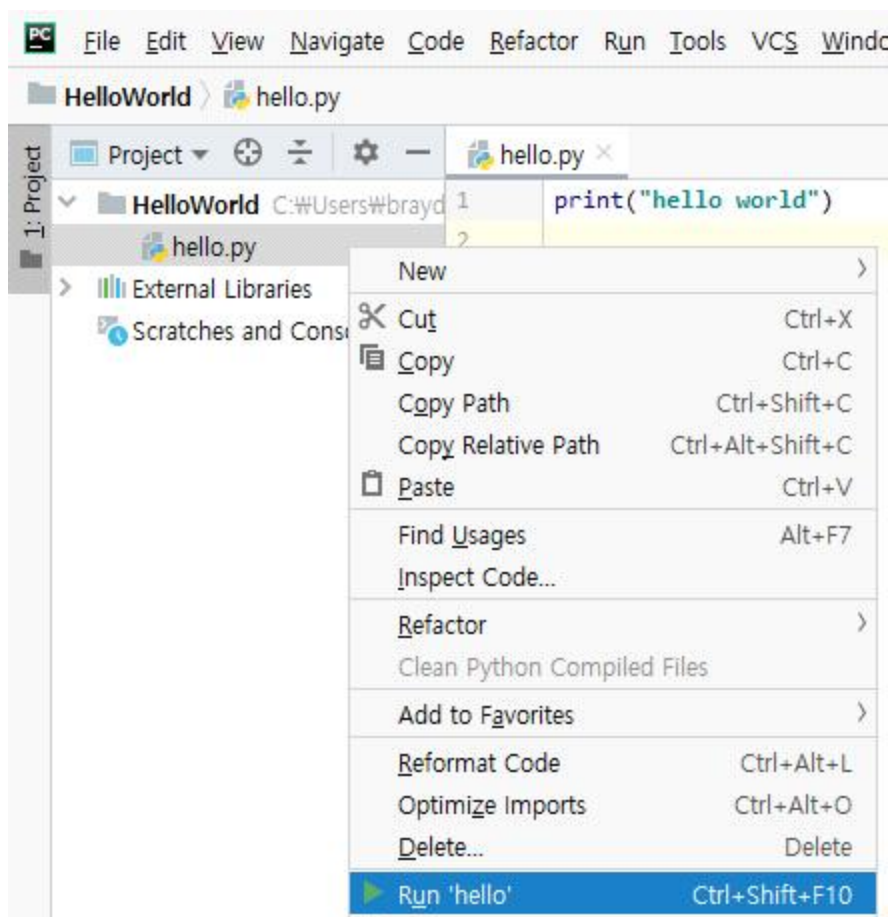 PC
File Edit View Navigate Code Refactor Run Tools VCS Windo
HelloWorld hello.py
1: Project
Project
hello.py
HelloWorld C:₩Users₩brayd
hello.py
External Libraries
Scratches and Conso
1 print("hello world")
2
New
Cut Ctrl+X
Copy Ctrl+C
Copy Path Ctrl+Shift+C
Copy Relative Path Ctrl+Alt+Shift+C
Paste Ctrl+V
Find Usages Alt+F7
Inspect Code...
Refactor
Clean Python Compiled Files
Add to Favorites
Reformat Code Ctrl+Alt+L
Optimize Imports Ctrl+Alt+O
Delete... Delete
Run 'hello' Ctrl+Shift+F10